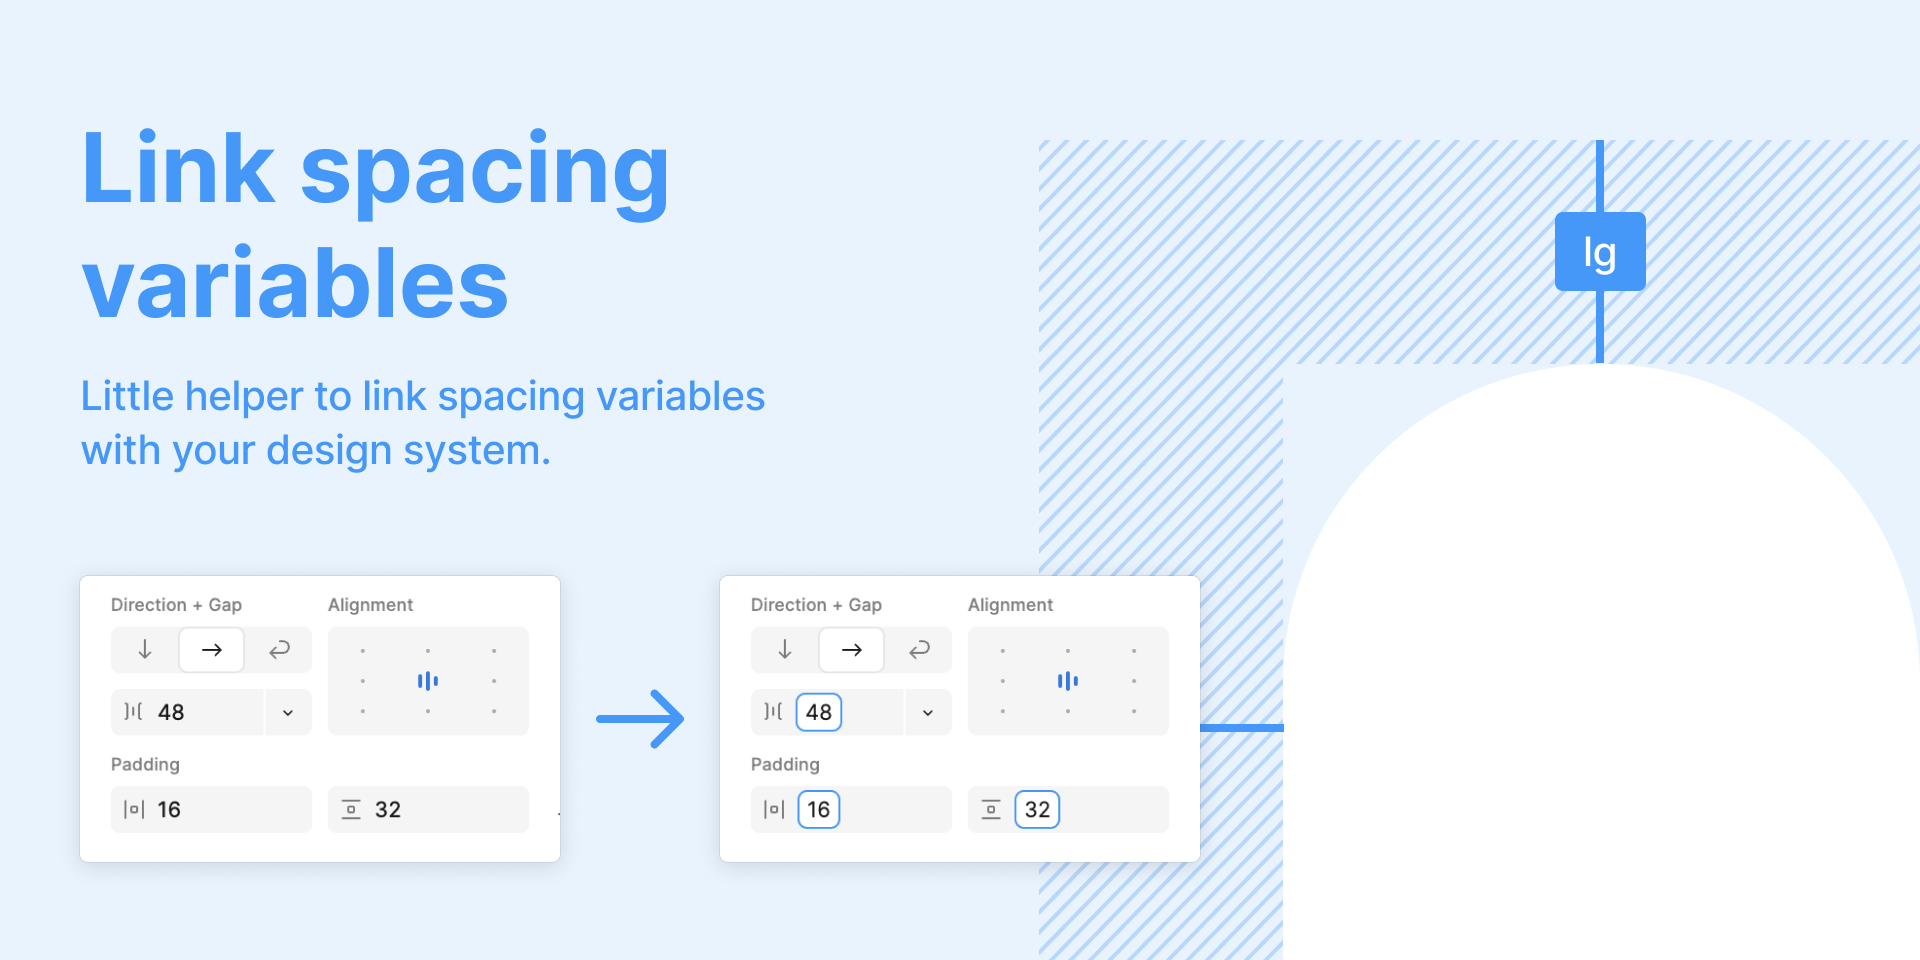 Link spacing
variables
Little helper to link spacing variables
with your design system.
lg
Direction + Gap
Alignment
48
Padding
16
32
Direction + Gap
Alignment
48
Padding
16
32